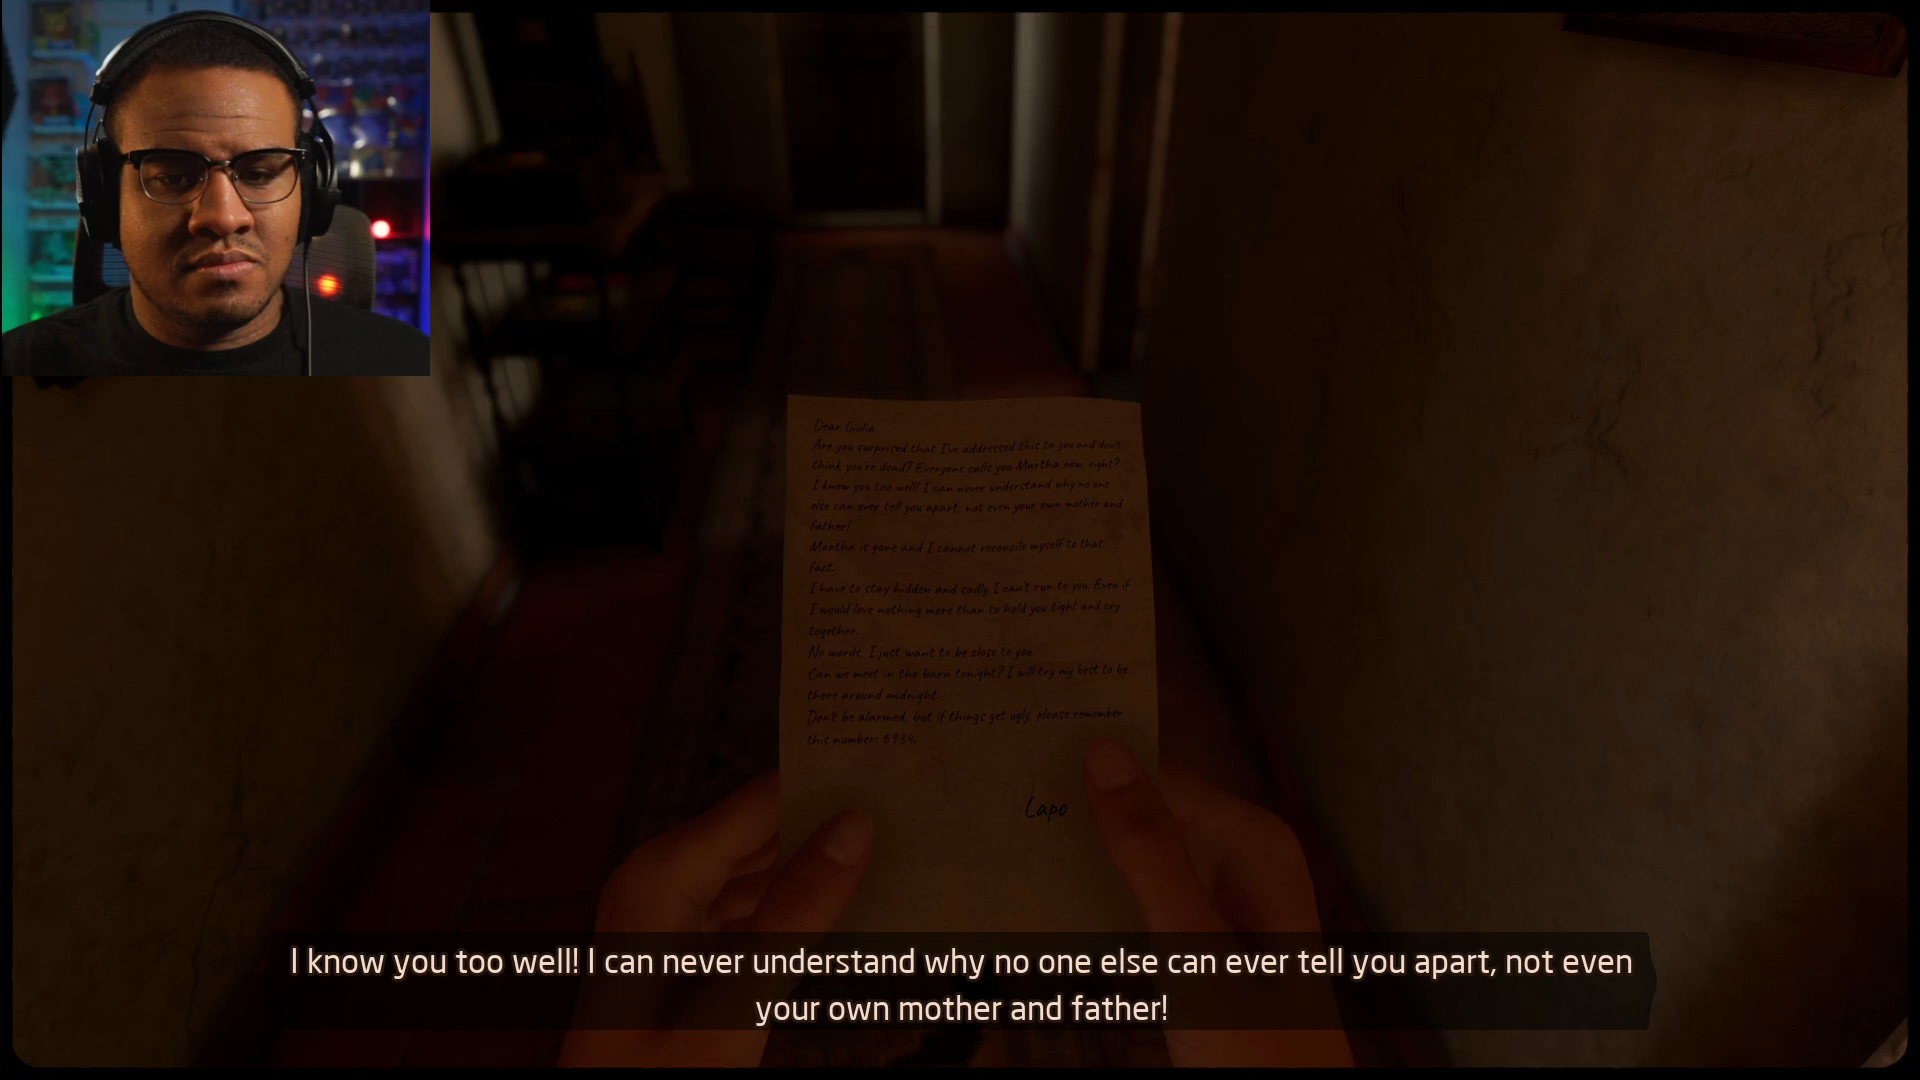 Dear Giulia,
Are you surprised that I've addressed this to you and don't
think you're dead? Everyone calls you Martha now, right?
I know you too well! I can never understand why no one
else can ever tell you apart, not even your own mother and
father!
Martha is gone and I cannot reconcile myself to that
fact.
I have to stay hidden and sadly I can't run to you. Even if
I would love nothing more than to hold you tight and cry
together.
No words, I just want to be close to you.
Can we meet in the barn tonight? I will try my best to be
there around midnight.
Don't be alarmed, but if things get ugly, please remember
this number: 6934.
Lapo
I know you too well! I can never understand why no one else can ever tell you apart, not even
your own mother and father!